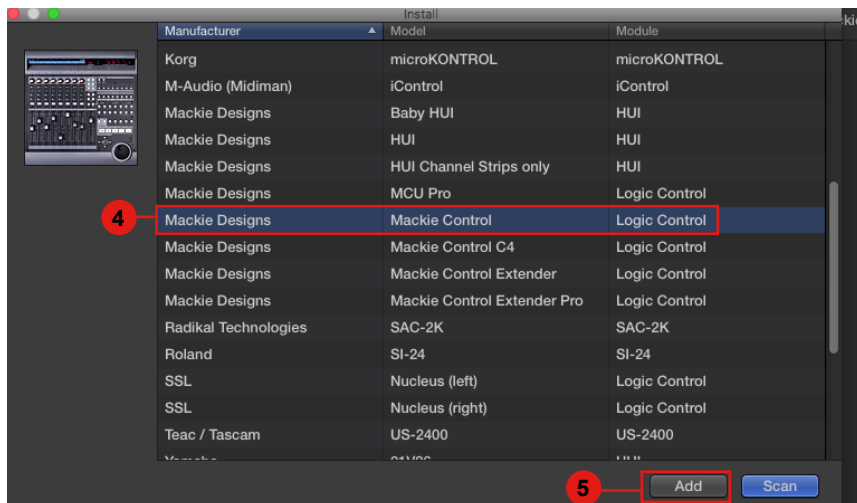 Install
Manufacturer Model Module
Korg microKONTROL microKONTROL
M-Audio (Midiman) iControl iControl
Mackie Designs Baby HUI HUI
Mackie Designs HUI HUI
Mackie Designs HUI Channel Strips only HUI
Mackie Designs MCU Pro Logic Control
4 Mackie Designs Mackie Control Logic Control
Mackie Designs Mackie Control C4 Logic Control
Mackie Designs Mackie Control Extender Logic Control
Mackie Designs Mackie Control Extender Pro Logic Control
Radikal Technologies SAC-2K SAC-2K
Roland SI-24 SI-24
SSL Nucleus (left) Logic Control
SSL Nucleus (right) Logic Control
Teac / Tascam US-2400 US-2400
5 Add Scan